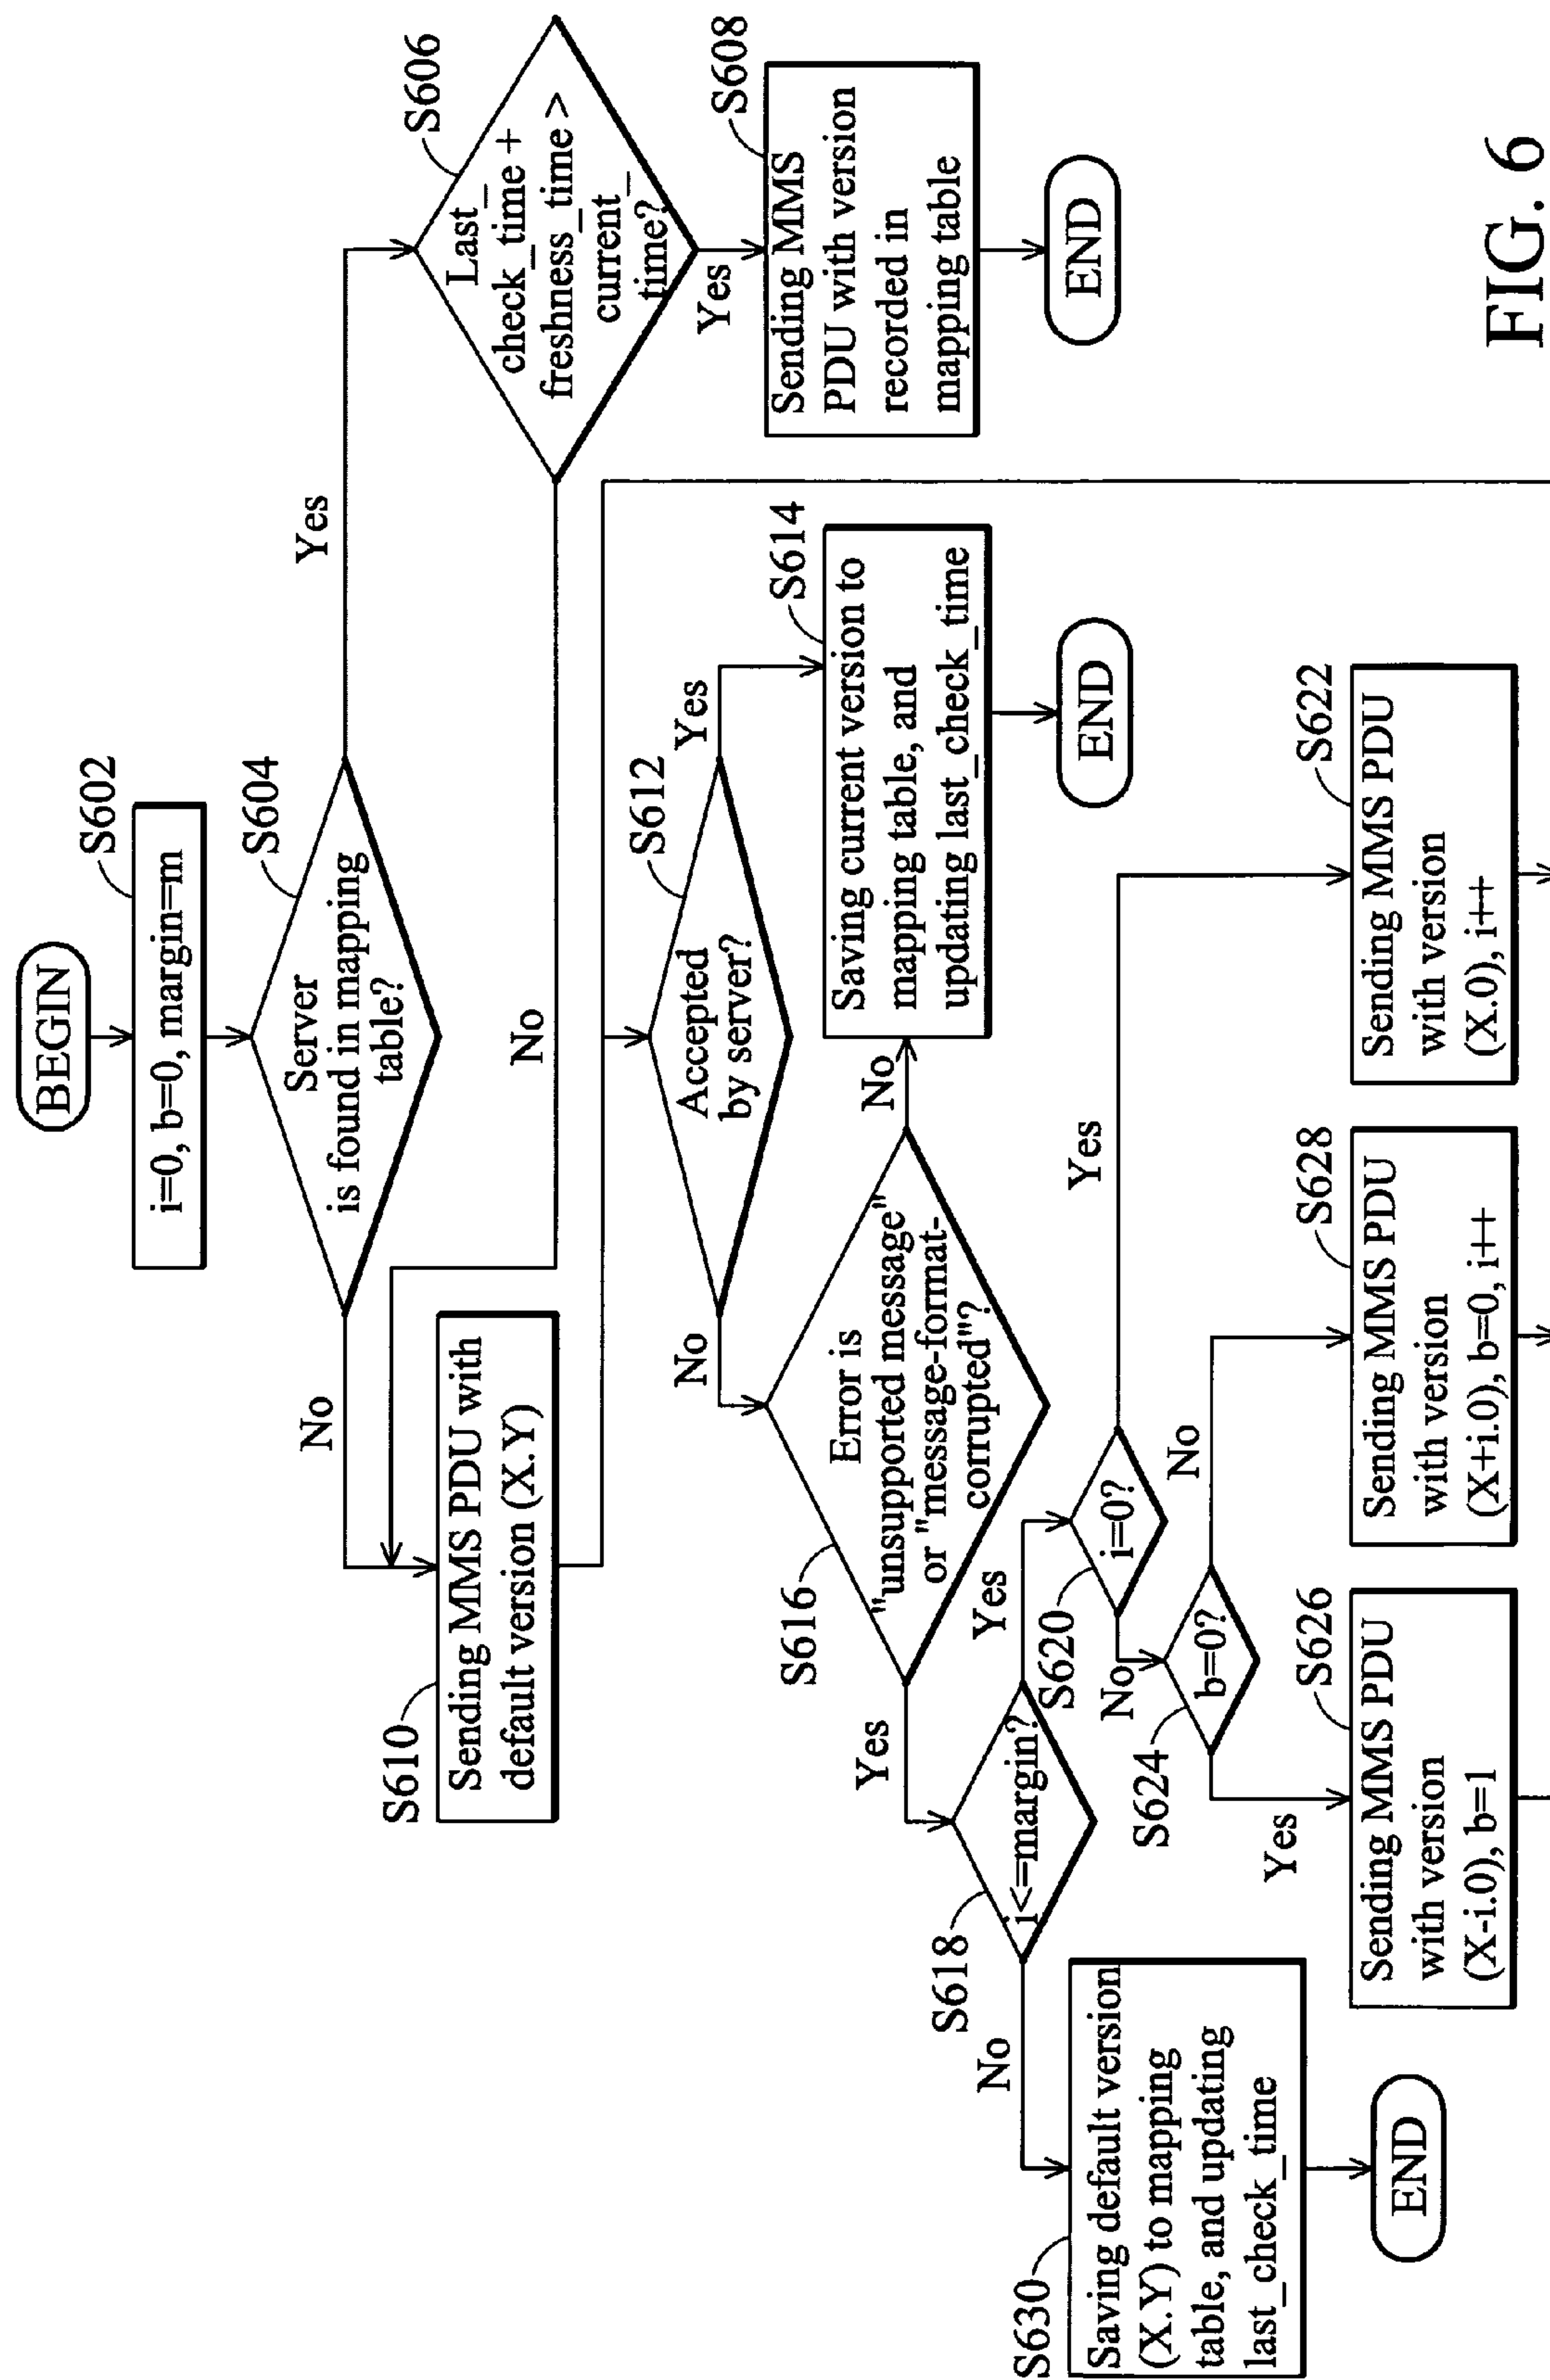 BEGIN
S602
i=0, b=0, margin=m
S604
Server
is found in mapping
table?
No
Yes
S606
Last_
check_time +
freshness_time >
current_
time?
No
Yes
S608
Sending MMS
PDU with version
recorded in
mapping table
END
S610
Sending MMS PDU with
default version (X.Y)
S612
Accepted
by server?
No
Yes
S614
Saving current version to
mapping table, and
updating last_check_time
END
S616
Error is
"unsupported message"
or "message-format-
corrupted"?
No
Yes
S618
i<=margin?
No
Yes
S620
i=0?
No
Yes
S622
Sending MMS PDU
with version
(X.0), i++
S624
b=0?
Yes
No
S626
Sending MMS PDU
with version
(X-i.0), b=1
S628
Sending MMS PDU
with version
(X+i.0), b=0, i++
S630
Saving default version
(X.Y) to mapping
table, and updating
last_check_time
END
FIG. 6